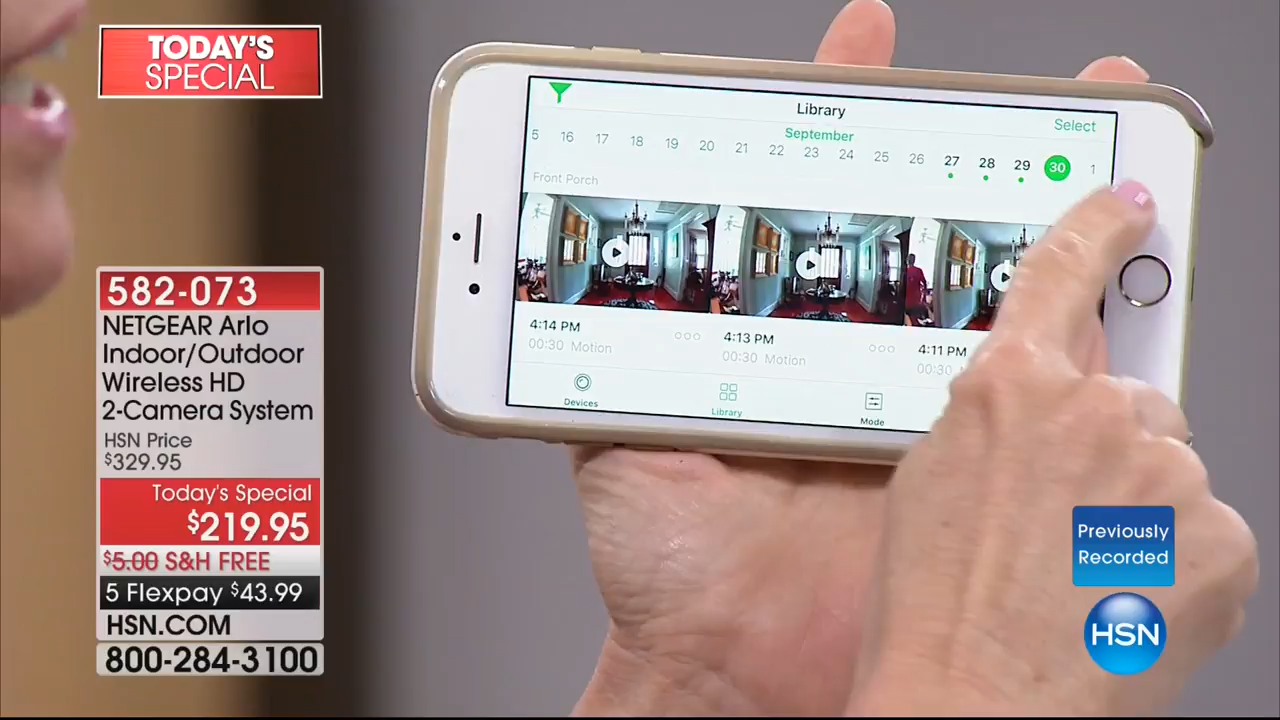 TODAY'S
SPECIAL
582-073
NETGEAR Arlo
Indoor/Outdoor
Wireless HD
2-Camera System
HSN Price
$329.95
Today's Special
$219.95
$5.00 S&H FREE
5 Flexpay $43.99
HSN.COM
800-284-3100
Library
Select
September
5 16 17 18 19 20 21 22 23 24 25 26 27 28 29 30 1
Front Porch
4:14 PM
00:30 Motion
4:13 PM
00:30 Motion
4:11 PM
00:30
Devices
Library
Mode
Previously
Recorded
HSN